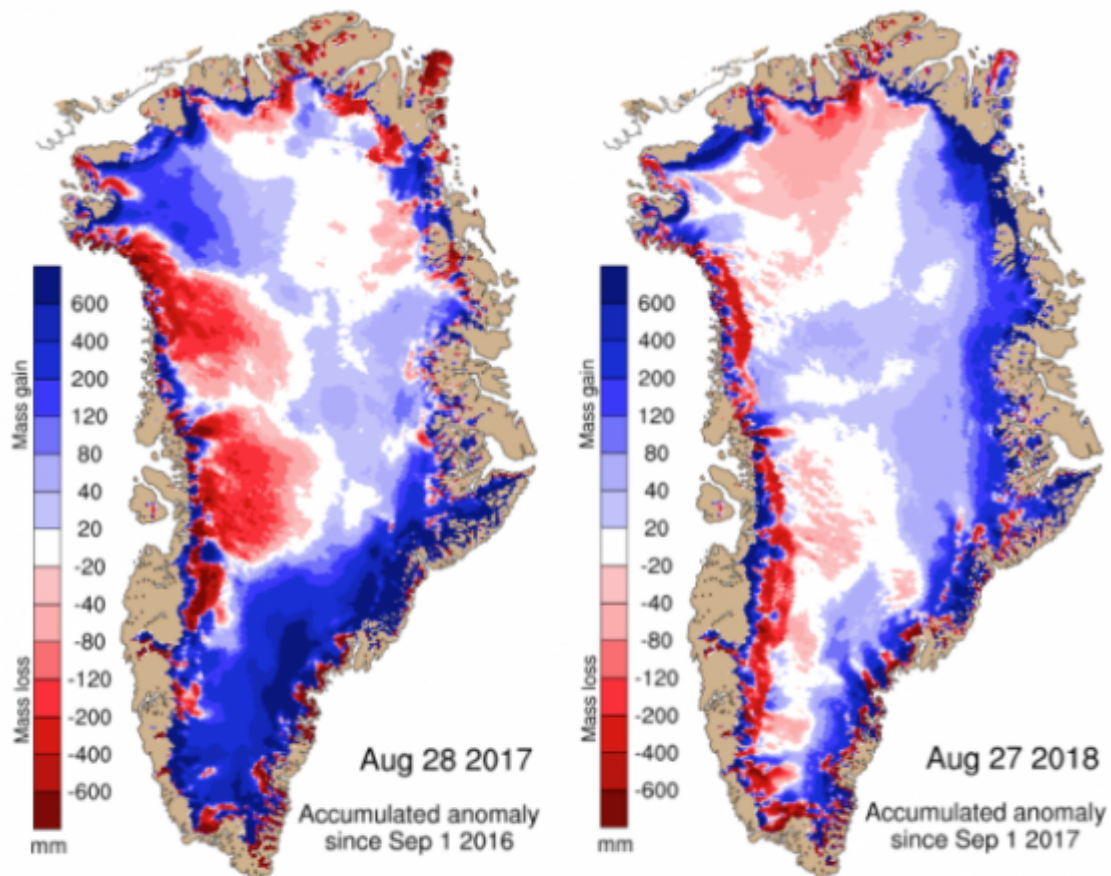 Mass gain
600
400
200
120
80
40
20
-20
-40
-80
-120
-200
-400
-600
Mass loss
mm
Aug 28 2017
Accumulated anomaly
since Sep 1 2016
Mass gain
600
400
200
120
80
40
20
-20
-40
-80
-120
-200
-400
-600
Mass loss
mm
Aug 27 2018
Accumulated anomaly
since Sep 1 2017